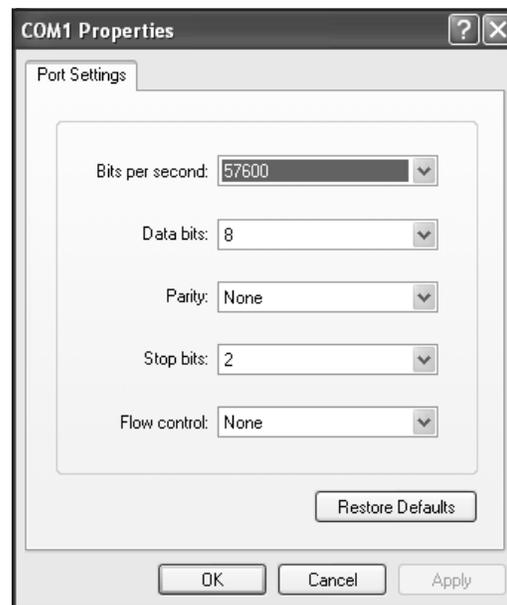 COM1 Properties
Port Settings
Bits per second: 57600
Data bits: 8
Parity: None
Stop bits: 2
Flow control: None
Restore Defaults
OK Cancel Apply